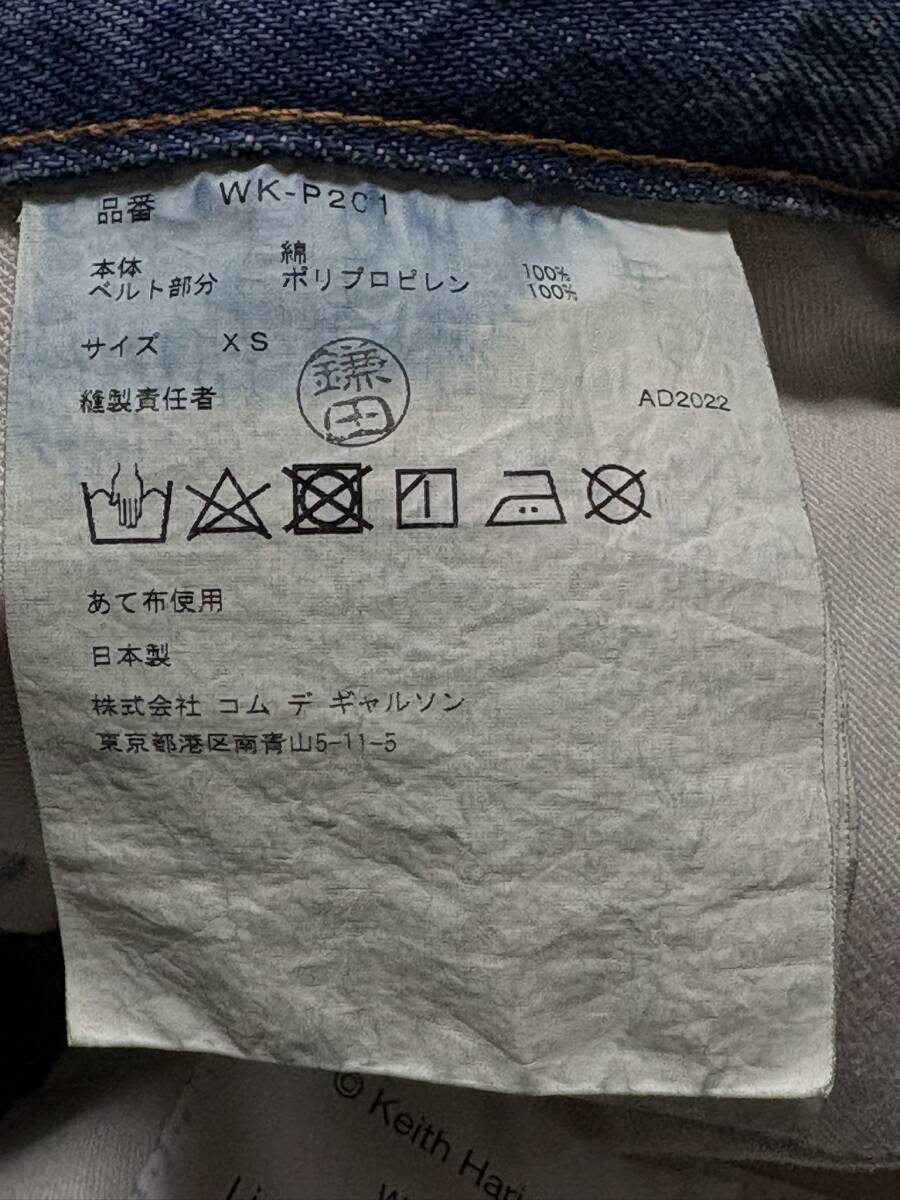 品番 WK-P201
本体 綿 100%
ベルト部分 ポリプロピレン 100%
サイズ XS
縫製責任者 鎌田 AD2022
あて布使用
日本製
株式会社 コム デ ギャルソン
東京都港区南青山5-11-5
© Keith Hari